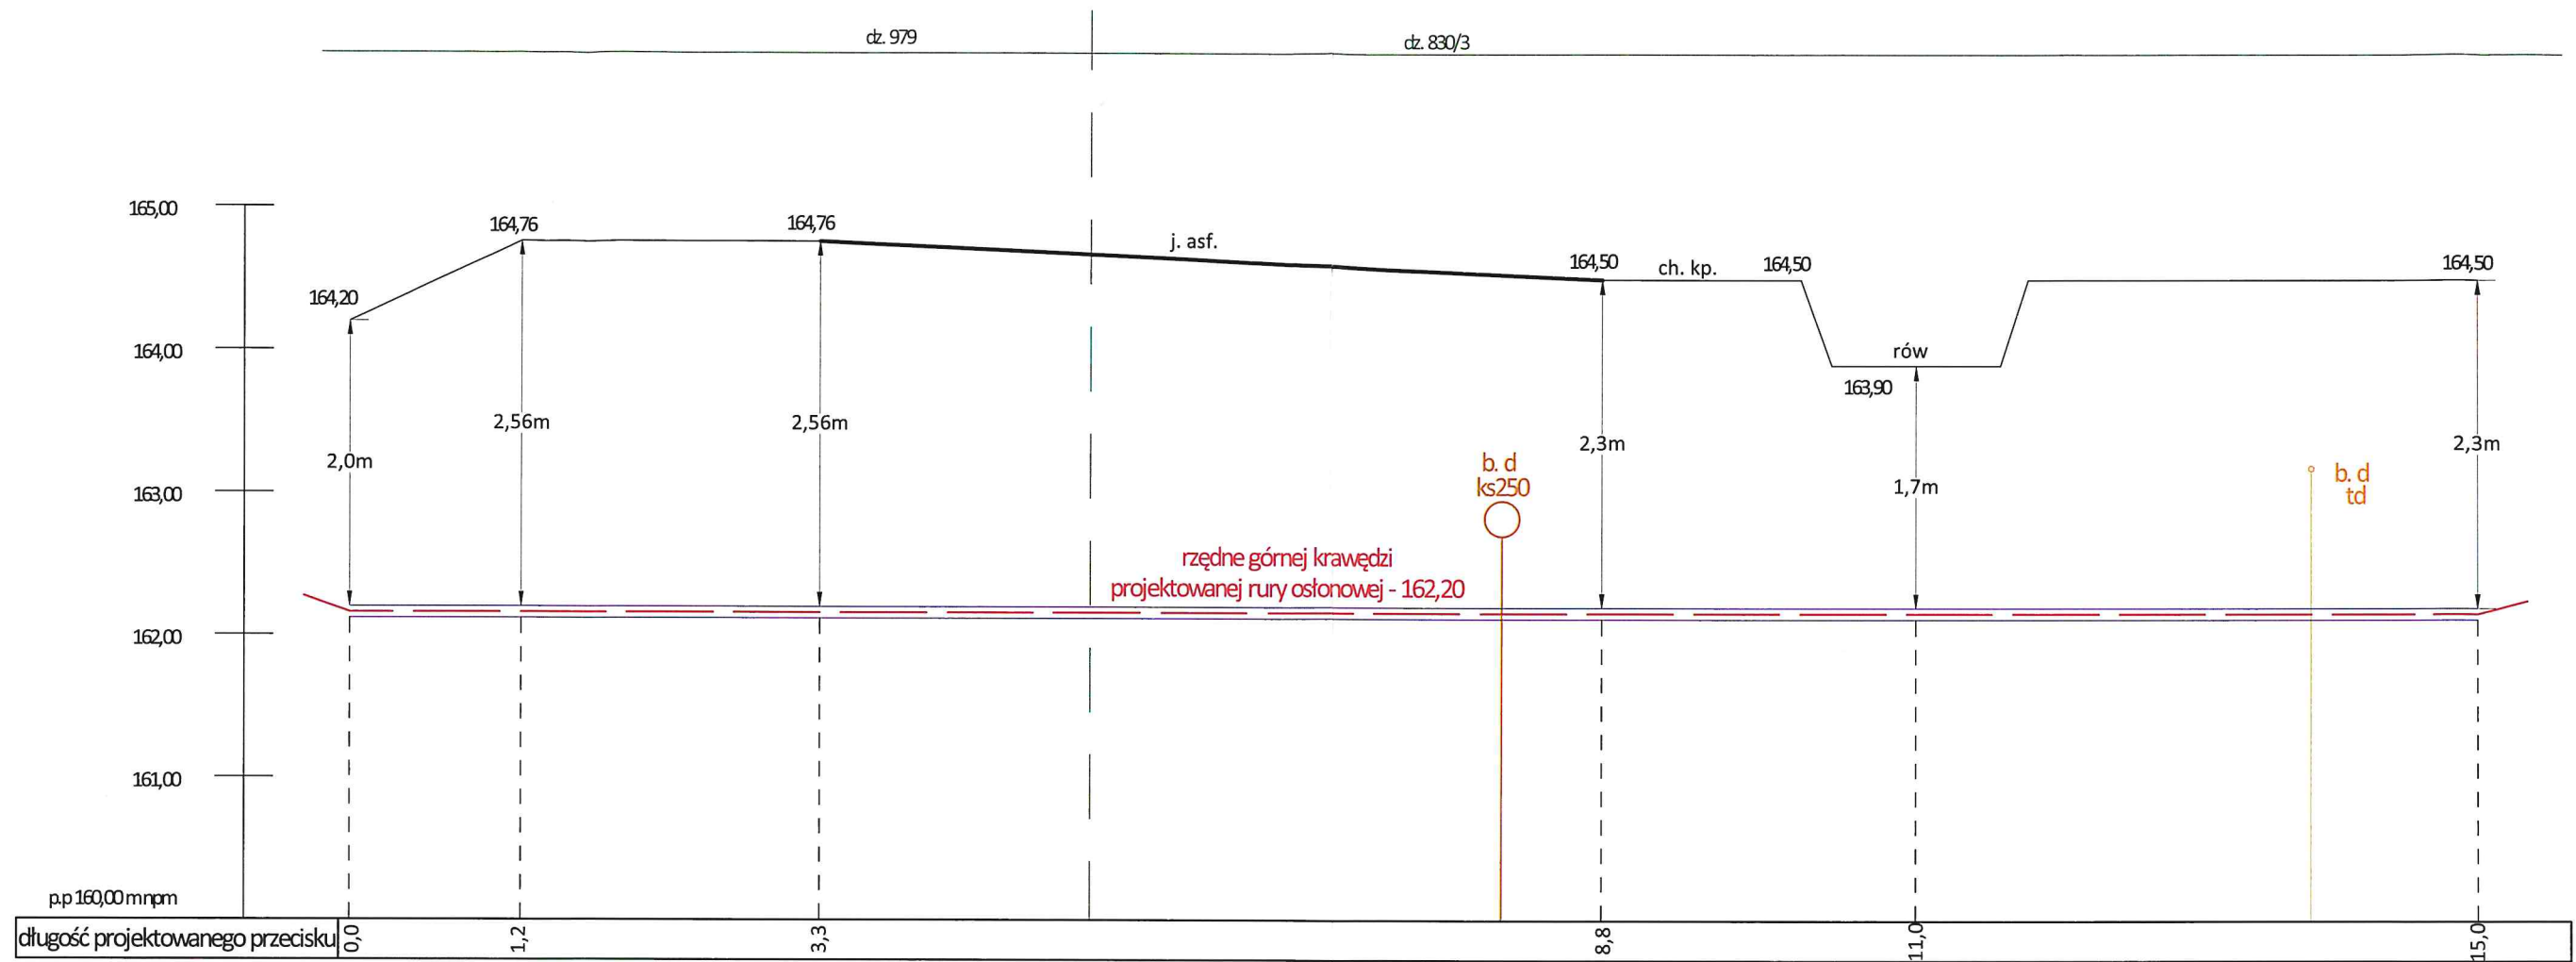 dz. 979
dz. 830/3
165,00
164,76
164,76
j. asf.
164,50
ch. kp.
164,50
164,50
164,20
164,00
rów
163,90
2,56m
2,56m
2,3m
2,3m
2,0m
b. d
ks250
b. d
td
163,00
1,7m
rzędne górnej krawędzi
projektowanej rury osłonowej - 162,20
162,00
161,00
p.p 160,00 mnpm
długość projektowanego przecisku
0,0
1,2
3,3
8,8
11,0
15,0